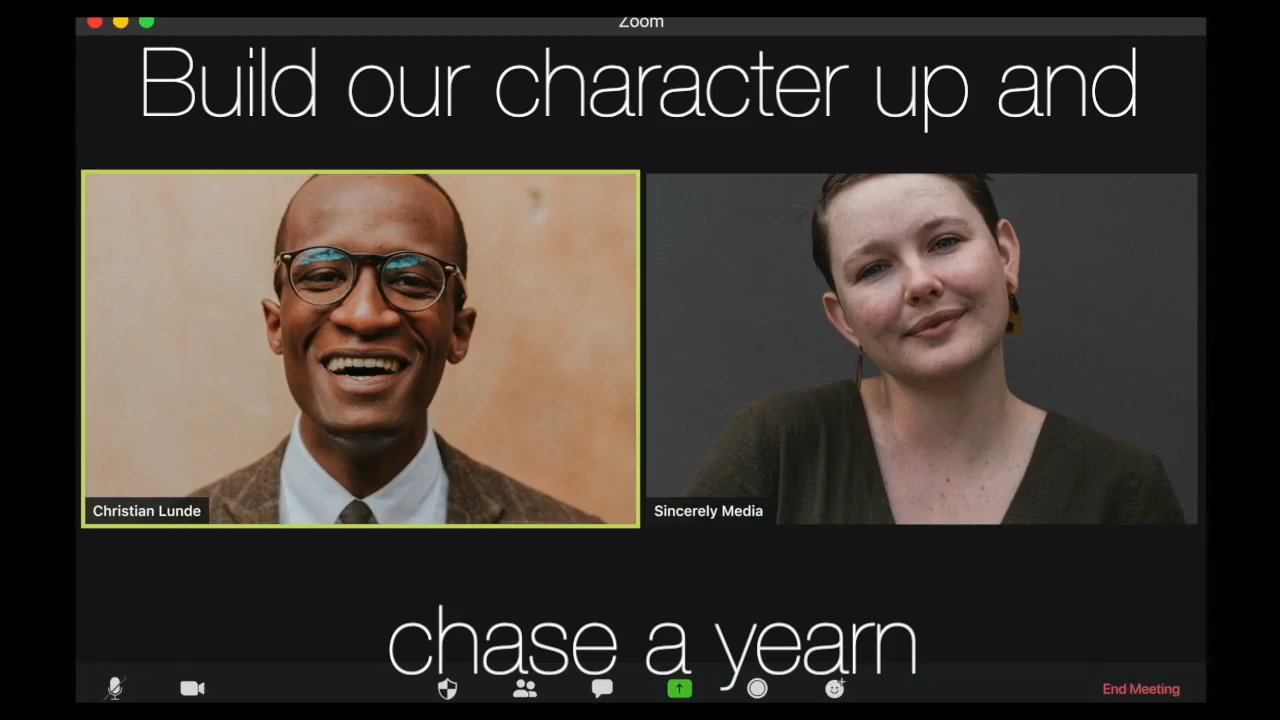 Zoom
Build our character up and
Christian Lunde
Sincerely Media
chase a yearn
End Meeting